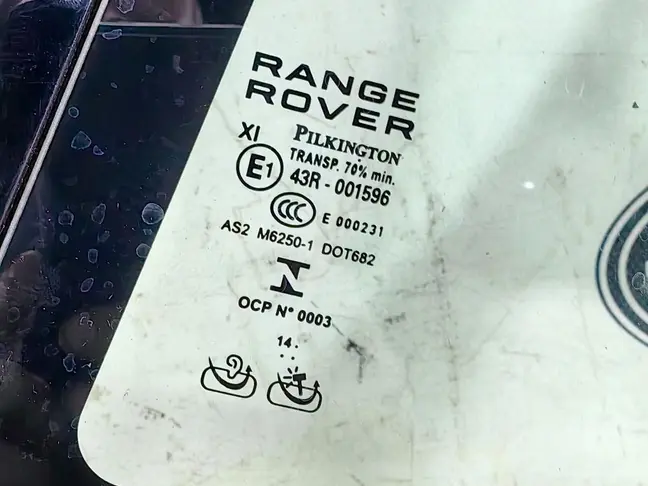 RANGE
ROVER
XI
PILKINGTON
TRANSP. 70% min.
E1
43R - 001596
CCC E 000231
AS2 M6250-1 DOT682
OCP N° 0003
14